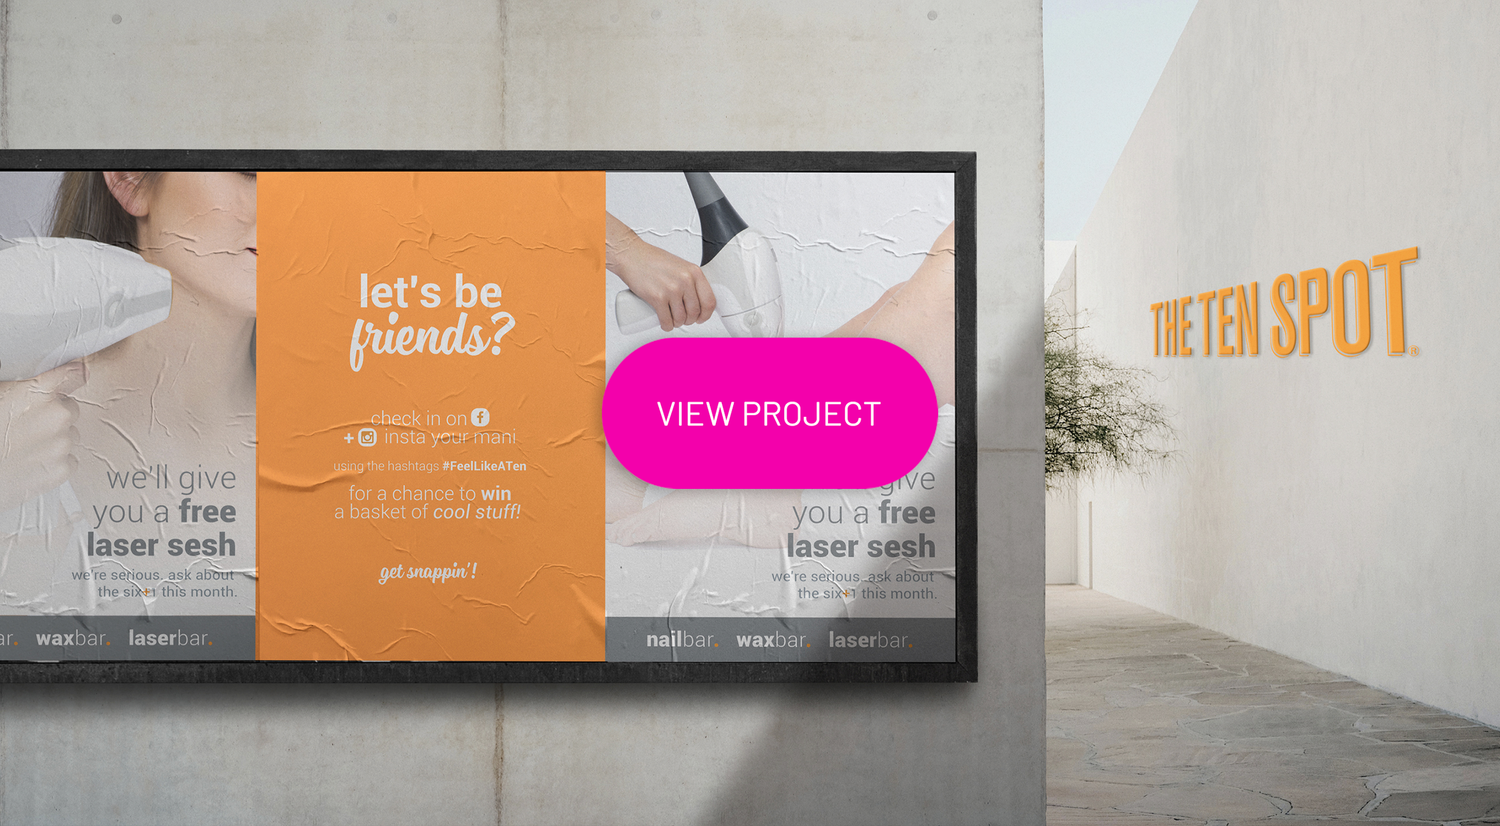 we'll give
you a free
laser sesh
we're serious. ask about
the six+1 this month.
ar. waxbar. laserbar.
let's be
friends?
check in on
+ insta your mani
using the hashtags #FeelLikeATen
for a chance to win
a basket of cool stuff!
get snappin'!
VIEW PROJECT
give
you a free
laser sesh
we're serious. ask about
the six+1 this month.
nailbar. waxbar. laserbar.
THE TEN SPOT®